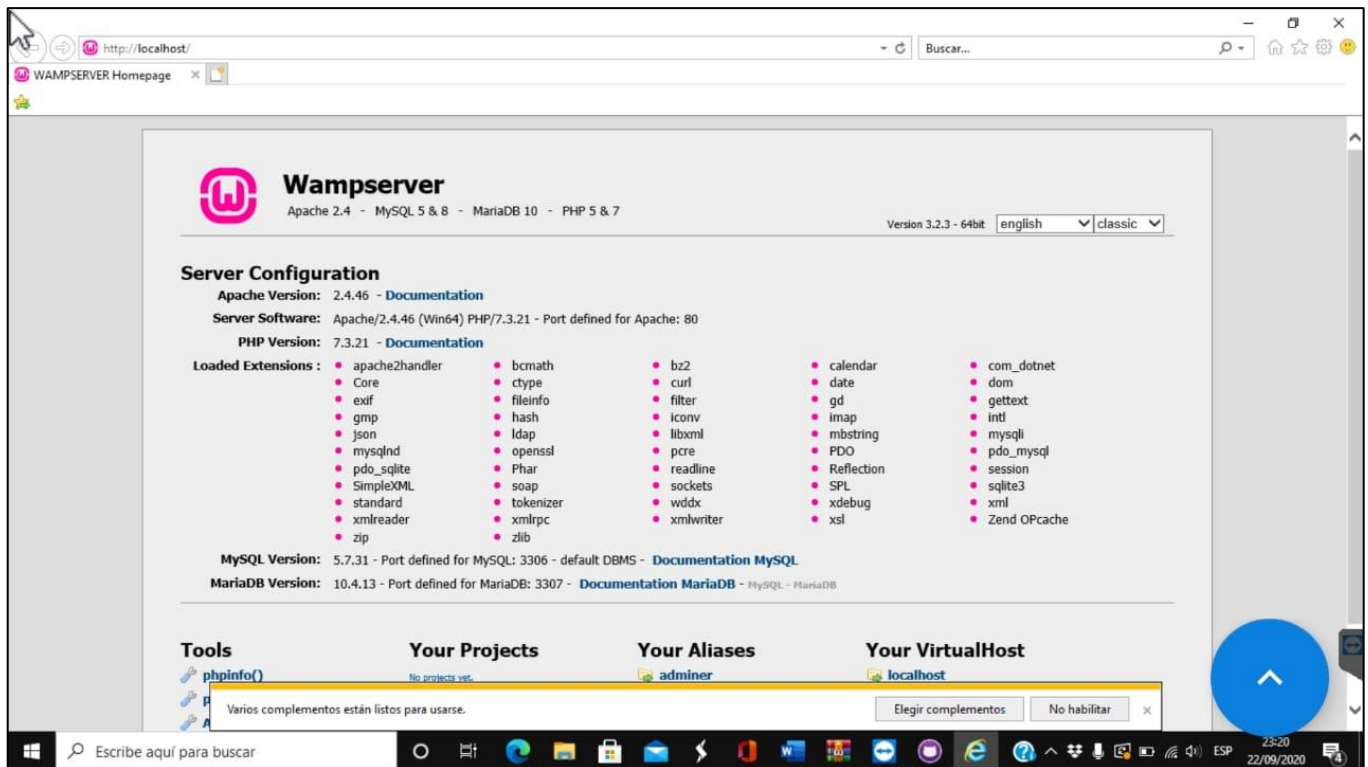 http://localhost/
Buscar...
WAMPSERVER Homepage
Wampserver
Apache 2.4 - MySQL 5 & 8 - MariaDB 10 - PHP 5 & 7
Version 3.2.3 - 64bit english classic
Server Configuration
Apache Version: 2.4.46 - Documentation
Server Software: Apache/2.4.46 (Win64) PHP/7.3.21 - Port defined for Apache: 80
PHP Version: 7.3.21 - Documentation
Loaded Extensions : apache2handler bcmath bz2 calendar com_dotnet
Core ctype curl date dom
exif fileinfo filter gd gettext
gmp hash iconv imap intl
json ldap libxml mbstring mysqli
mysqlnd openssl pcre PDO pdo_mysql
pdo_sqlite Phar readline Reflection session
SimpleXML soap sockets SPL sqlite3
standard tokenizer wddx xdebug xml
xmlreader xmlrpc xmlwriter xsl Zend OPcache
zip zlib
MySQL Version: 5.7.31 - Port defined for MySQL: 3306 - default DBMS - Documentation MySQL
MariaDB Version: 10.4.13 - Port defined for MariaDB: 3307 - Documentation MariaDB - MySQL - MariaDB
Tools Your Projects Your Aliases Your VirtualHost
phpinfo() No projects yet. adminer localhost
Varios complementos están listos para usarse. Elegir complementos No habilitar
Escribe aquí para buscar
ESP
23:20
22/09/2020